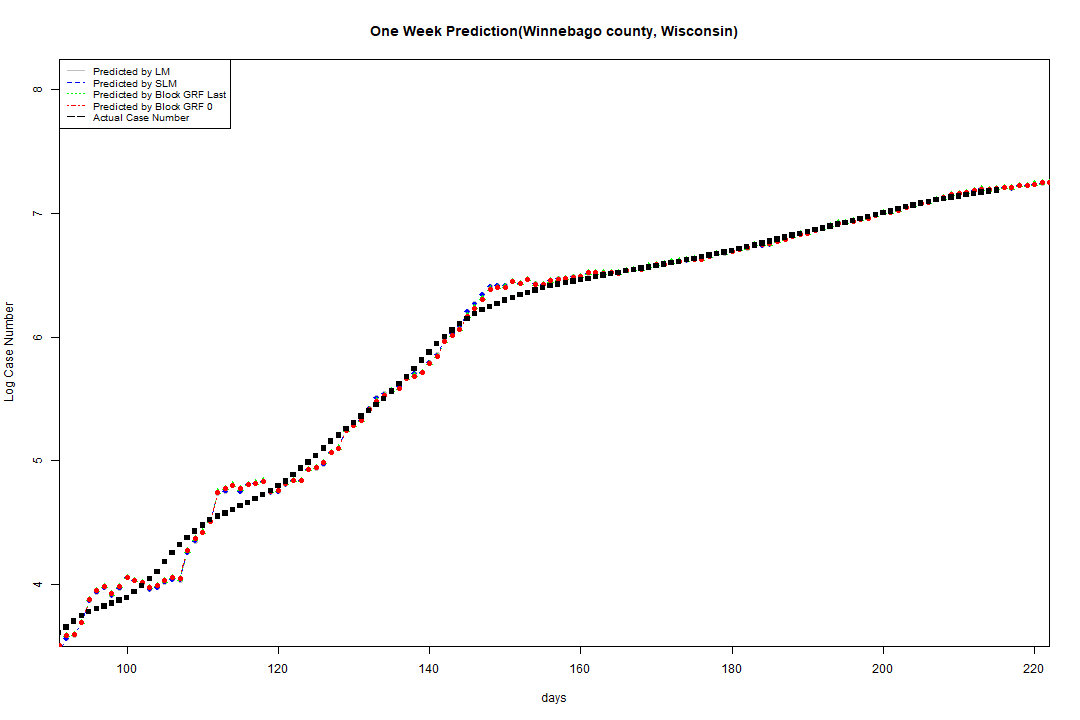 One Week Prediction(Winnebago county, Wisconsin)
Predicted by LM
Predicted by SLM
Predicted by Block GRF Last
Predicted by Block GRF 0
Actual Case Number
8
7
6
5
4
Log Case Number
100 120 140 160 180 200 220
days